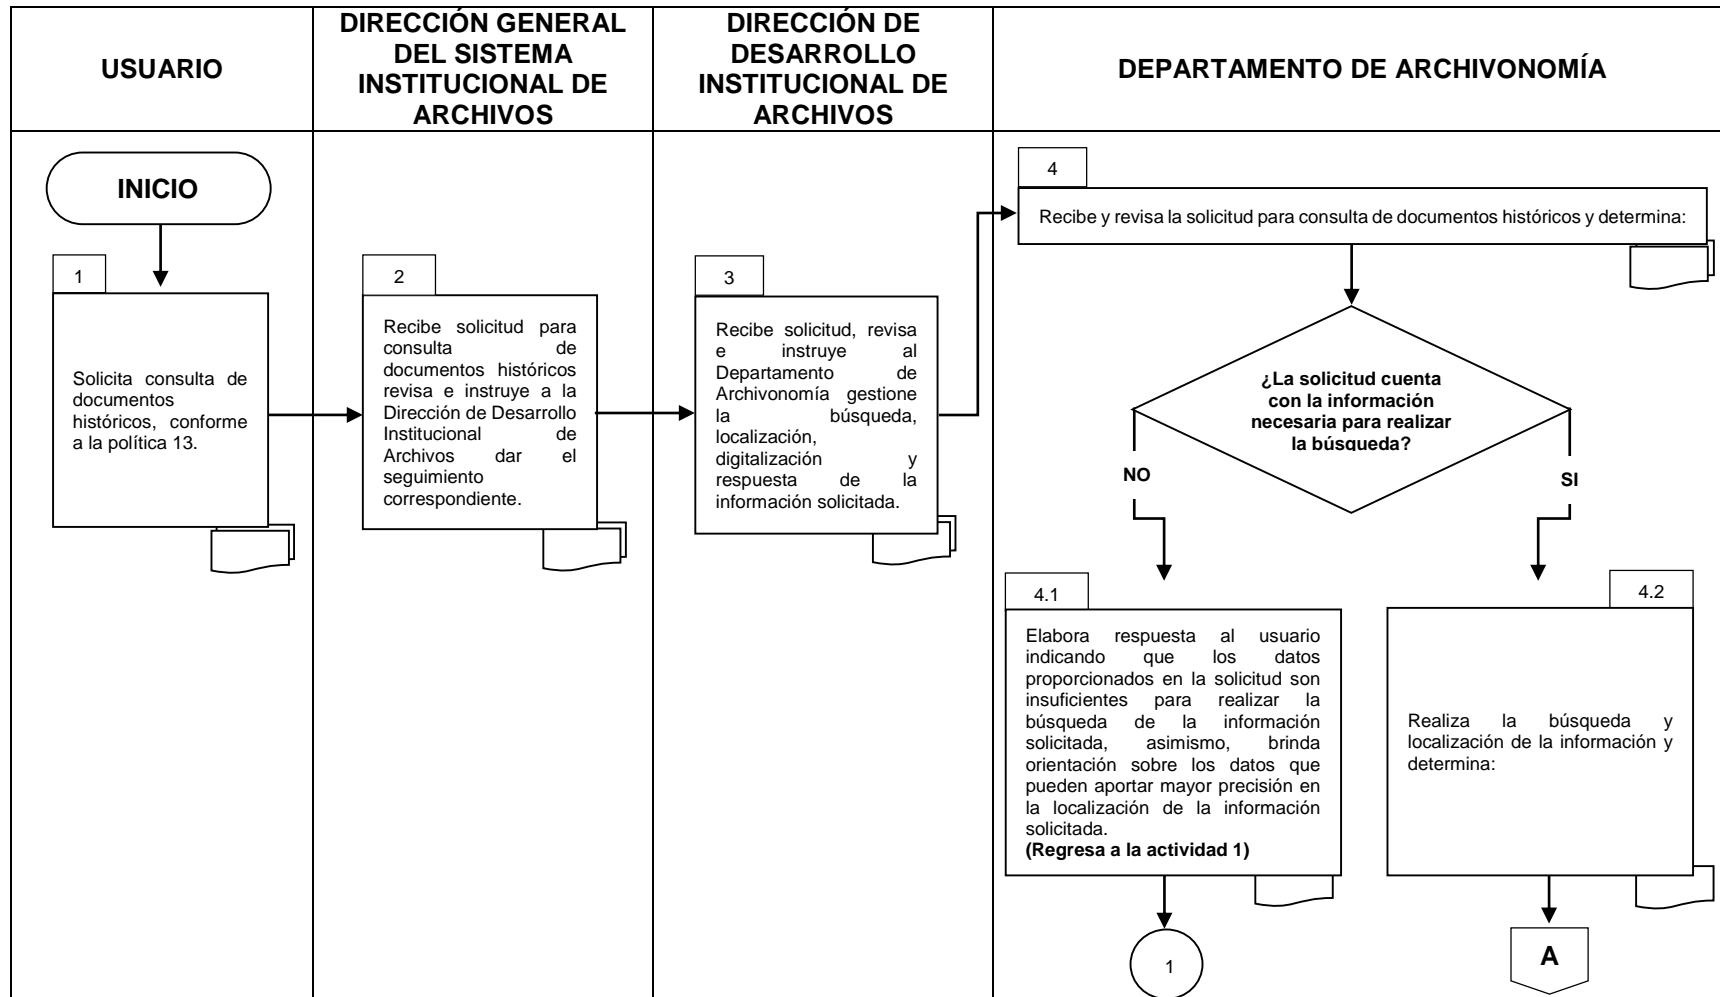 USUARIO
DIRECCIÓN GENERAL
DEL SISTEMA
INSTITUCIONAL DE
ARCHIVOS
DIRECCIÓN DE
DESARROLLO
INSTITUCIONAL DE
ARCHIVOS
DEPARTAMENTO DE ARCHIVONOMÍA
INICIO
1
Solicita consulta de
documentos
históricos, conforme
a la política 13.
2
Recibe solicitud para
consulta de
documentos históricos
revisa e instruye a la
Dirección de Desarrollo
Institucional de
Archivos dar el
seguimiento
correspondiente.
3
Recibe solicitud, revisa
e instruye al
Departamento de
Archivonomía gestione
la búsqueda,
localización,
digitalización y
respuesta de la
información solicitada.
4
Recibe y revisa la solicitud para consulta de documentos históricos y determina:
¿La solicitud cuenta
con la información
necesaria para realizar
la búsqueda?
NO
SI
4.1
Elabora respuesta al usuario
indicando que los datos
proporcionados en la solicitud son
insuficientes para realizar la
búsqueda de la información
solicitada, asimismo, brinda
orientación sobre los datos que
pueden aportar mayor precisión en
la localización de la información
solicitada.
(Regresa a la actividad 1)
1
4.2
Realiza la búsqueda y
localización de la información y
determina:
A